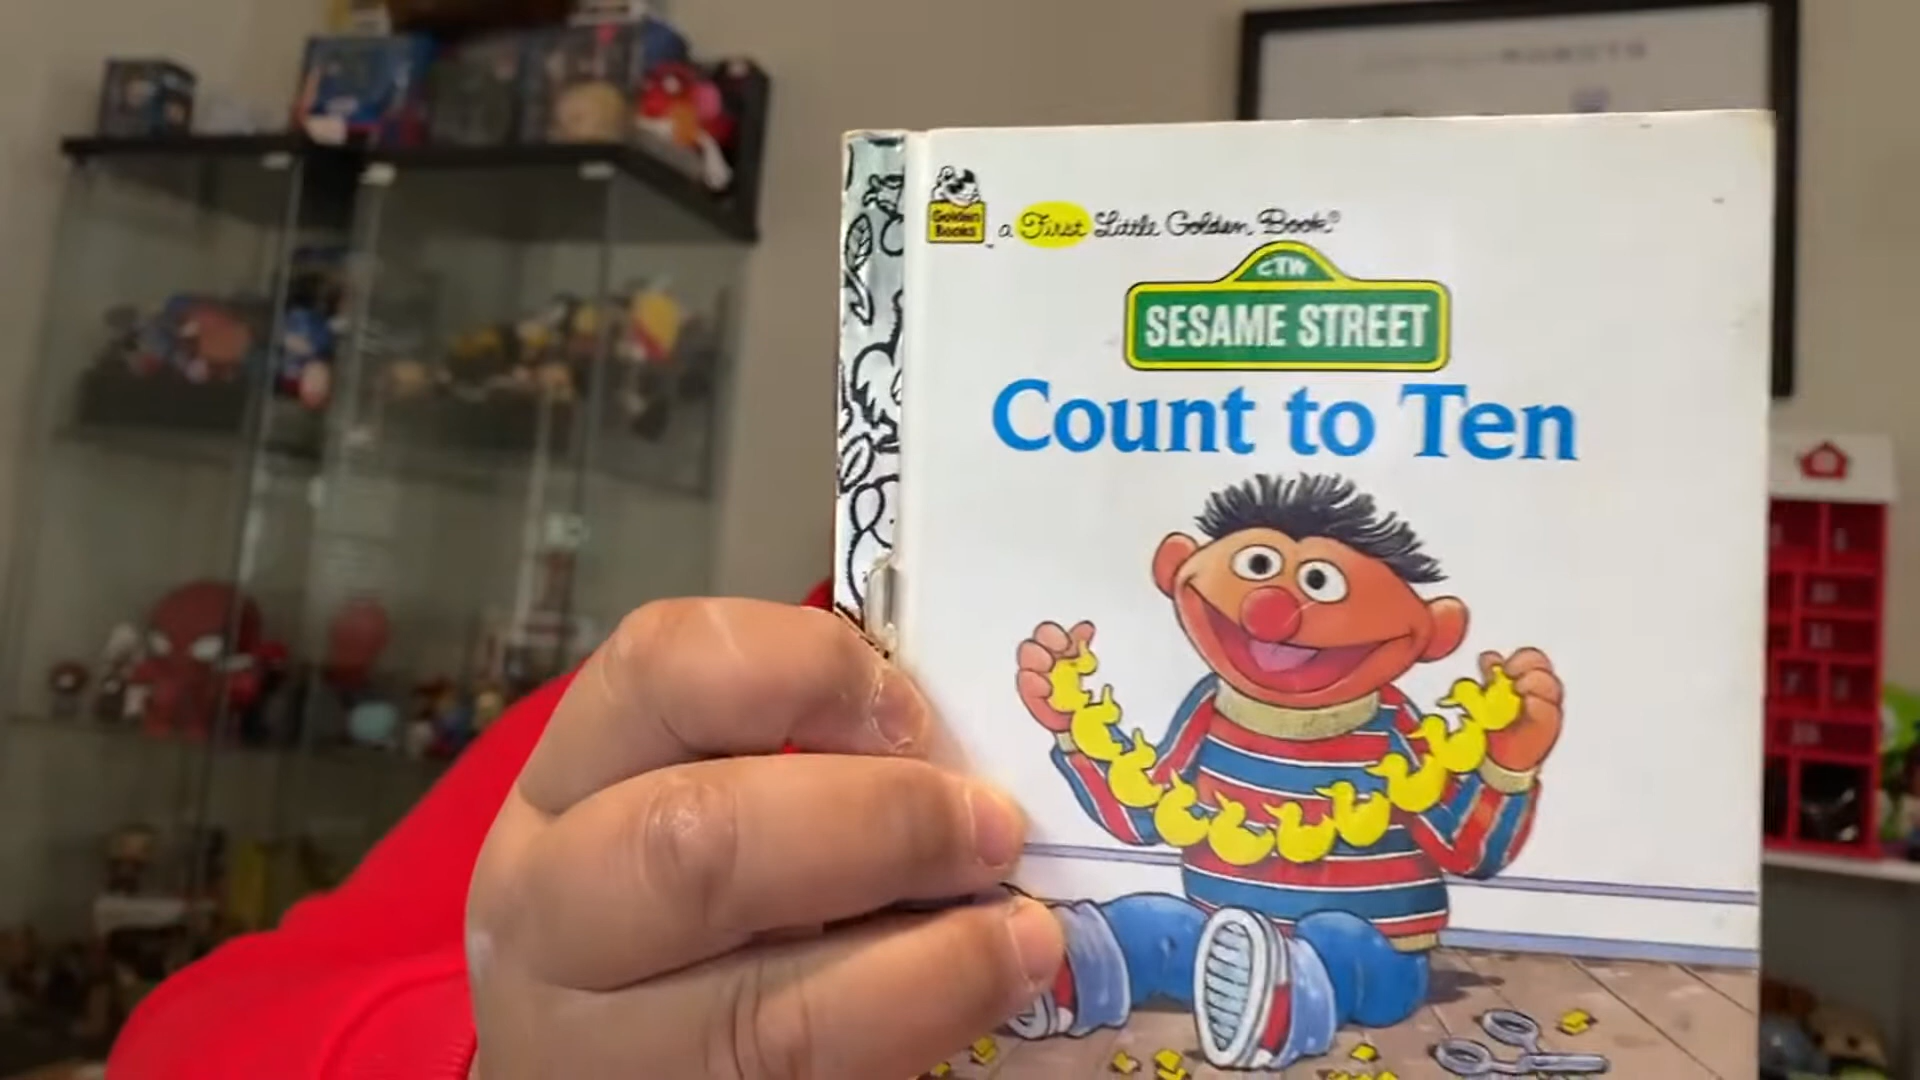 Golden
Books
a First Little Golden Book®
CTW
SESAME STREET
Count to Ten